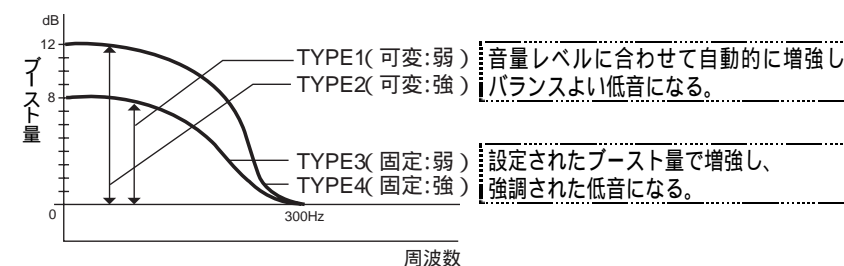 dB
12
8
0
ブースト量
TYPE1(可変:弱)
TYPE2(可変:強)
音量レベルに合わせて自動的に増強し
バランスよい低音になる。
TYPE3(固定:弱)
TYPE4(固定:強)
設定されたブースト量で増強し、
強調された低音になる。
300Hz
周波数